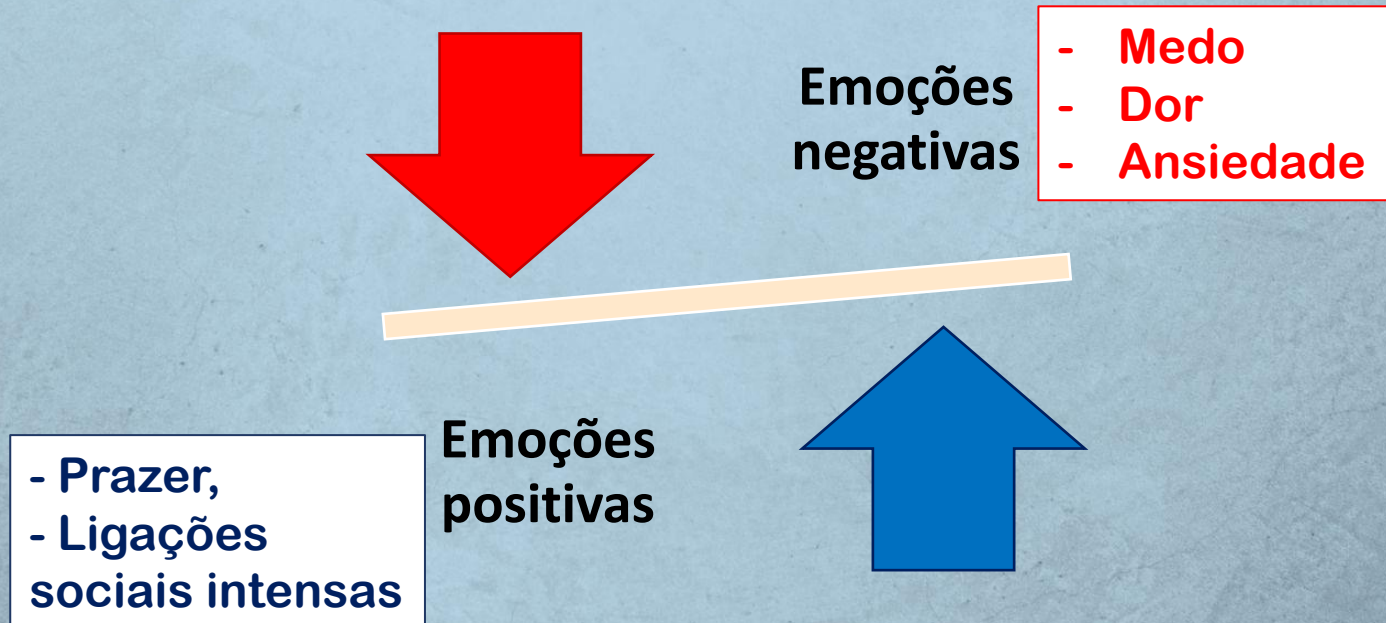 Emoções
negativas
- Medo
- Dor
- Ansiedade
Emoções
positivas
- Prazer,
- Ligações
sociais intensas